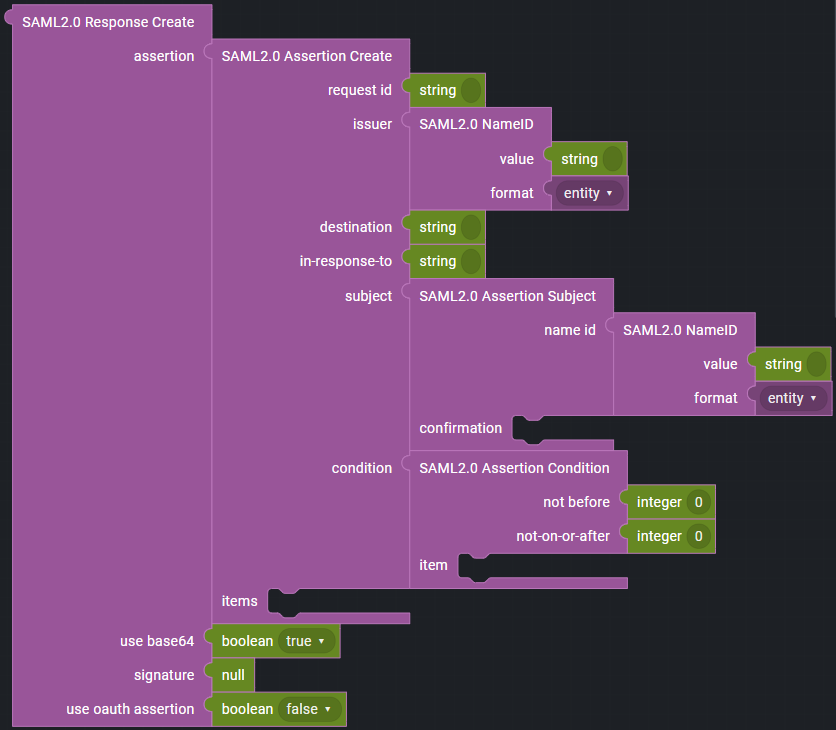 SAML2.0 Response Create
assertion SAML2.0 Assertion Create
request id string
issuer SAML2.0 NameID
value string
format entity
destination string
in-response-to string
subject SAML2.0 Assertion Subject
name id SAML2.0 NameID
value string
format entity
confirmation
condition SAML2.0 Assertion Condition
not before integer 0
not-on-or-after integer 0
item
items
use base64 boolean true
signature null
use oauth assertion boolean false